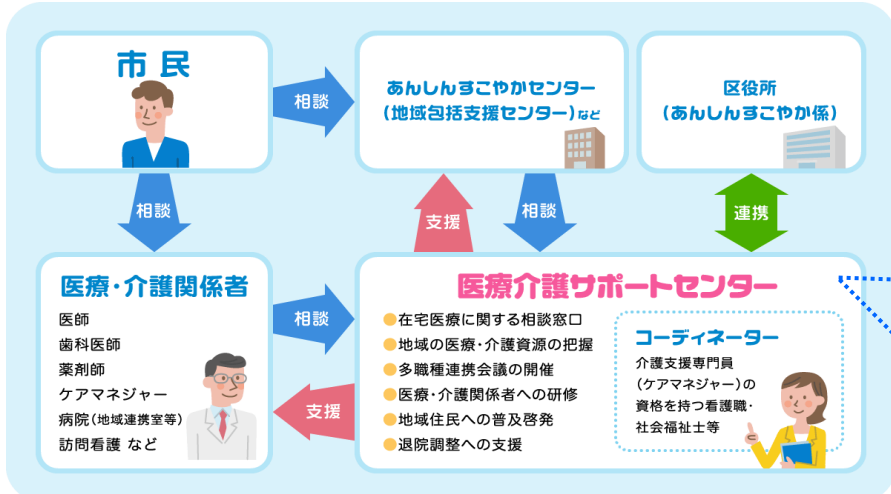 市民
相談
あんしんすこやかセンター
（地域包括支援センター）など
区役所
（あんしんすこやか係）
相談
支援
相談
連携
医療・介護関係者
医師
歯科医師
薬剤師
ケアマネジャー
病院（地域連携室等）
訪問看護 など
相談
支援
医療介護サポートセンター
●在宅医療に関する相談窓口
●地域の医療・介護資源の把握
●多職種連携会議の開催
●医療・介護関係者への研修
●地域住民への普及啓発
●退院調整への支援
コーディネーター
介護支援専門員
（ケアマネジャー）の
資格を持つ看護職・
社会福祉士等